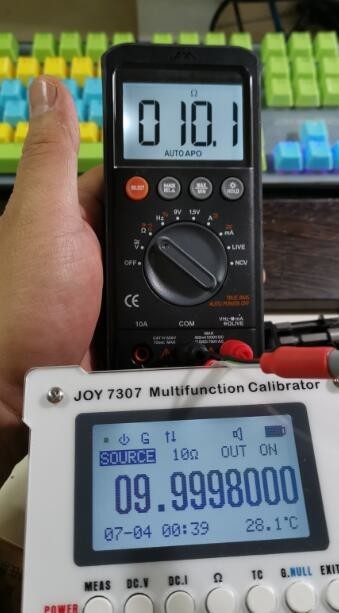 Ω
010.1
AUTO APO
SELECT
MAX MIN
HOLD
Hz
9V
1.5V
A
Ω
mA
V
LIVE
OFF
NCV
CE
TRUE RMS
AUTO POWER OFF
10A
COM
MAX
JOY 7307 Multifunction Calibrator
G
SOURCE 10Ω OUT ON
09.9998000
07-04 00:39 28.1°C
MEAS DC.V DC.I Ω TC G.NULL EXIT
POWER